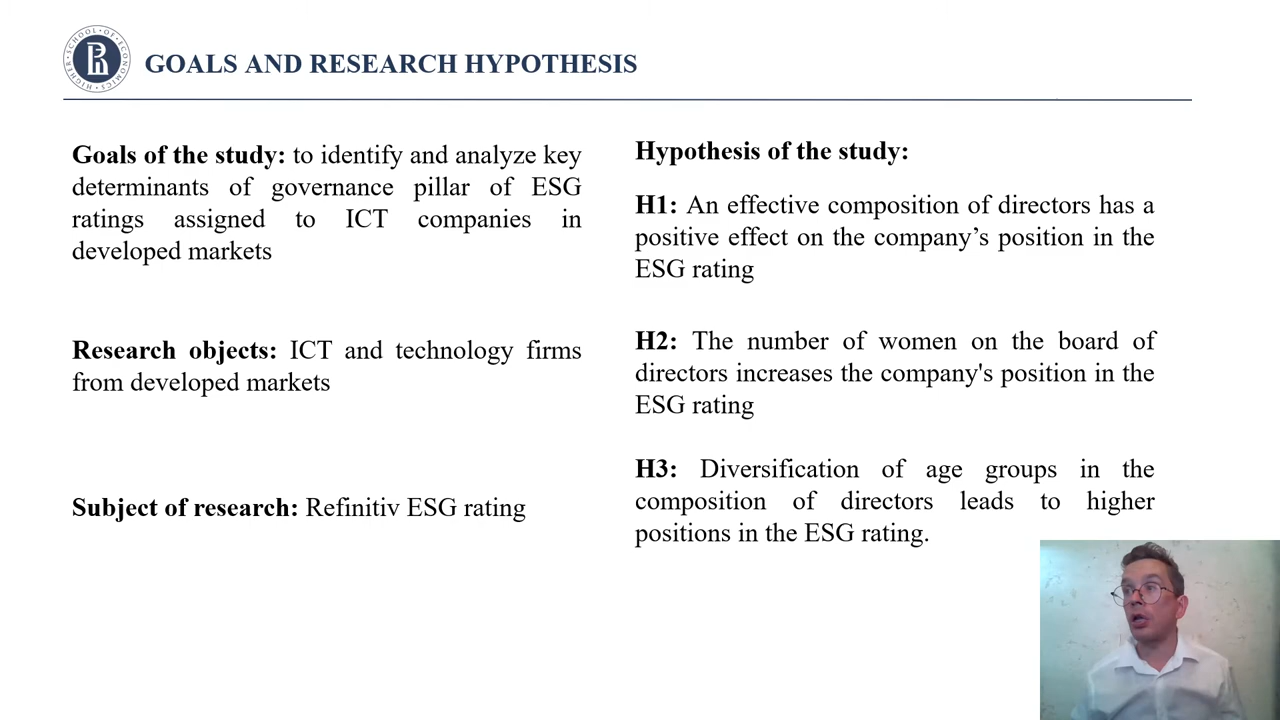 SCHOOL OF ECONOMICS HIGHER
GOALS AND RESEARCH HYPOTHESIS
Goals of the study: to identify and analyze key
determinants of governance pillar of ESG
ratings assigned to ICT companies in
developed markets
Research objects: ICT and technology firms
from developed markets
Subject of research: Refinitiv ESG rating
Hypothesis of the study:
H1: An effective composition of directors has a
positive effect on the company’s position in the
ESG rating
H2: The number of women on the board of
directors increases the company's position in the
ESG rating
H3: Diversification of age groups in the
composition of directors leads to higher
positions in the ESG rating.